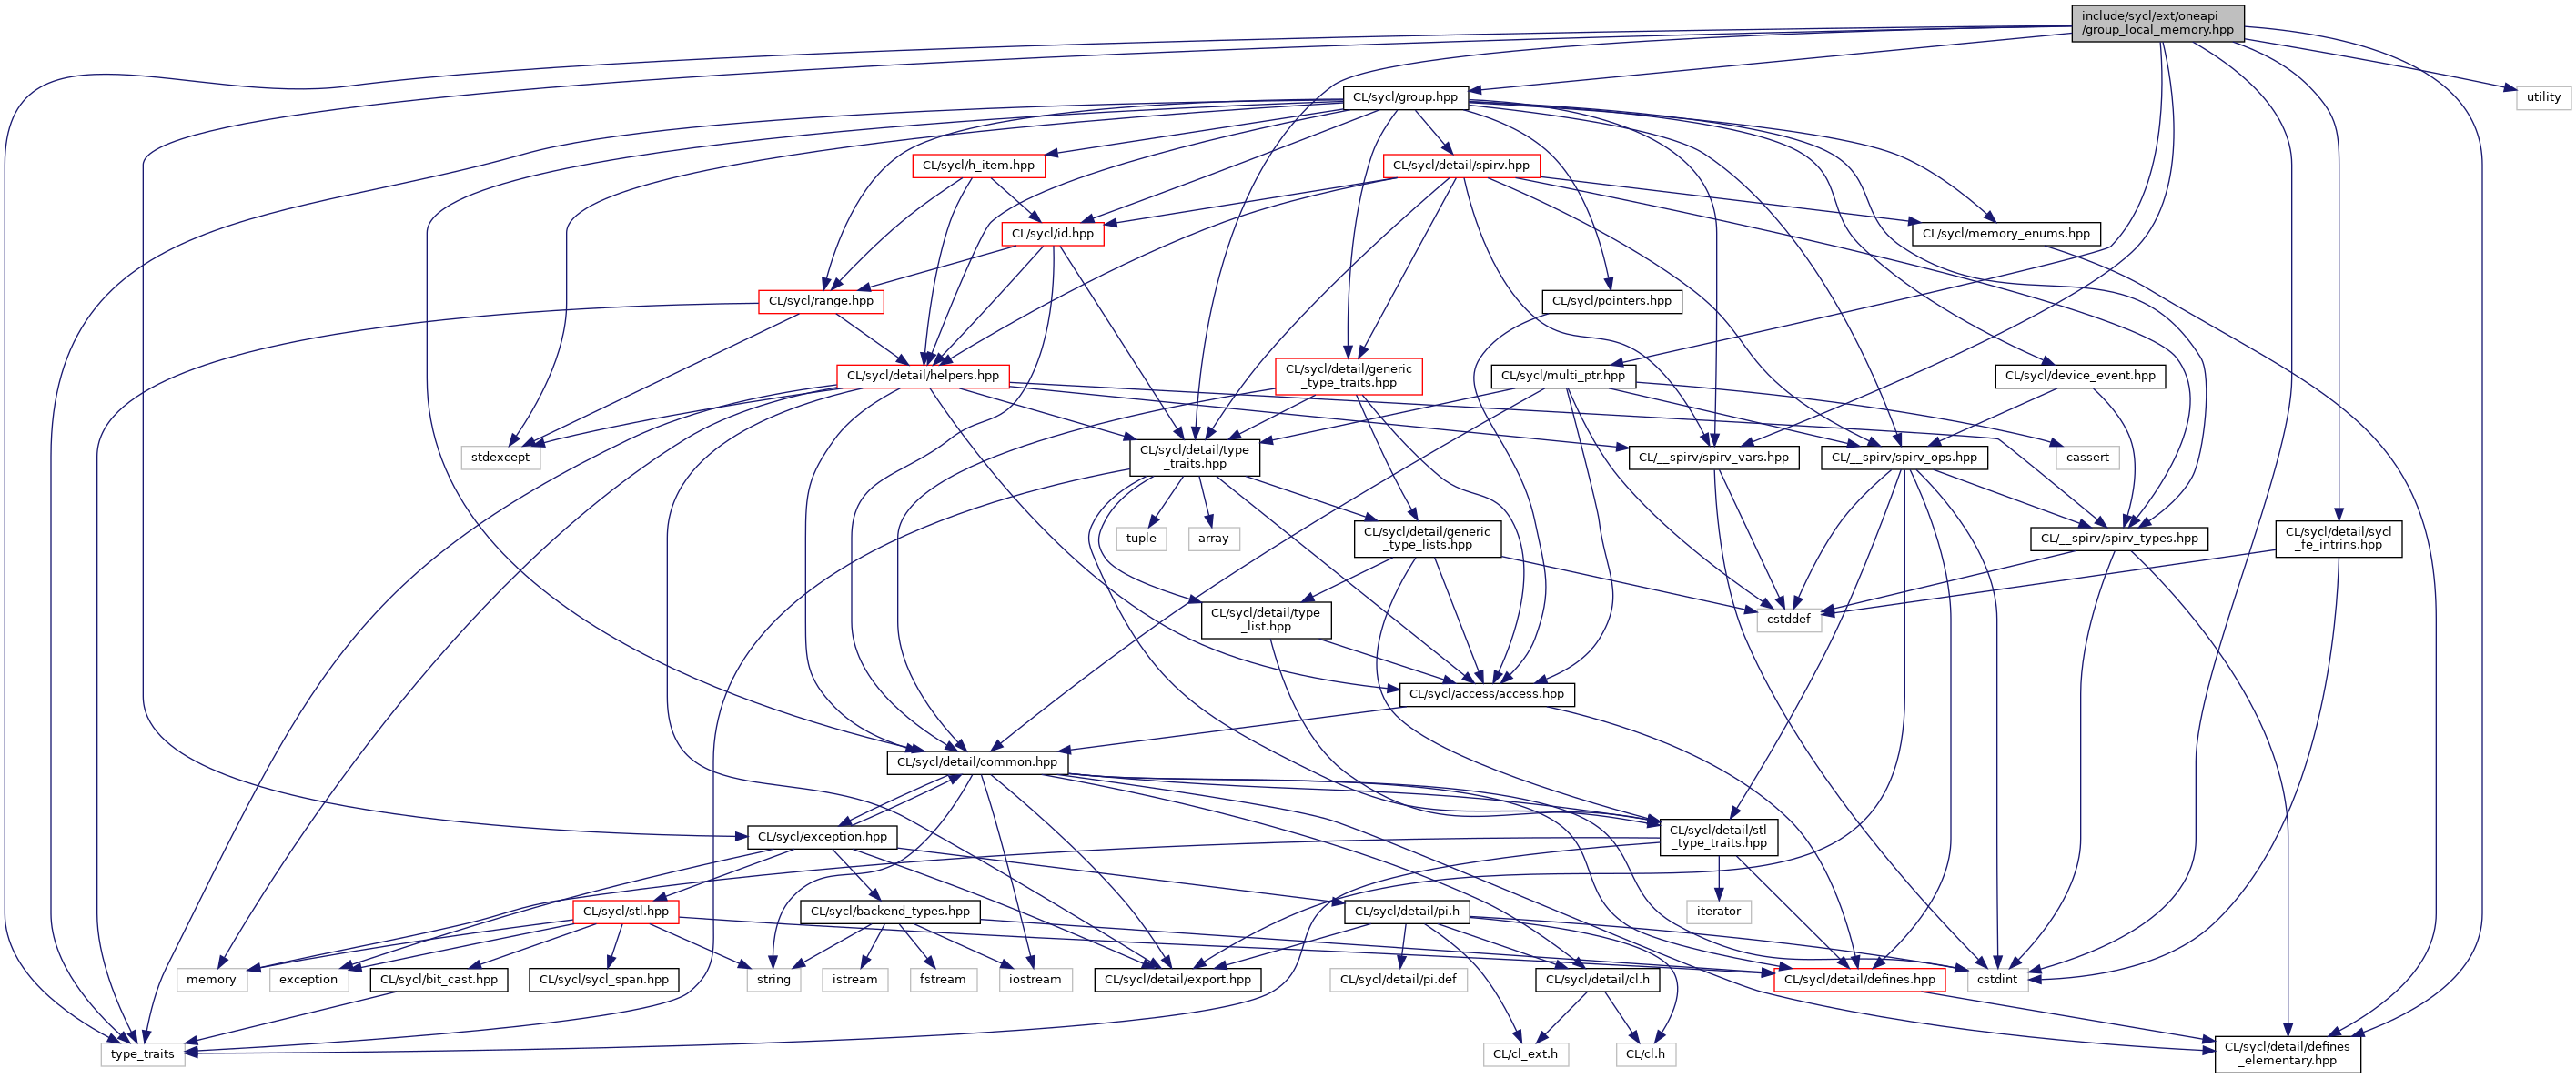 include/sycl/ext/oneapi
/group_local_memory.hpp
CL/sycl/group.hpp
utility
CL/sycl/h_item.hpp
CL/sycl/detail/spirv.hpp
CL/sycl/id.hpp
CL/sycl/memory_enums.hpp
CL/sycl/range.hpp
CL/sycl/pointers.hpp
CL/sycl/detail/helpers.hpp
CL/sycl/detail/generic
_type_traits.hpp
CL/sycl/multi_ptr.hpp
CL/sycl/device_event.hpp
stdexcept
CL/sycl/detail/type
_traits.hpp
CL/__spirv/spirv_vars.hpp
CL/__spirv/spirv_ops.hpp
cassert
tuple
array
CL/sycl/detail/generic
_type_lists.hpp
CL/__spirv/spirv_types.hpp
CL/sycl/detail/sycl
_fe_intrins.hpp
CL/sycl/detail/type
_list.hpp
cstddef
CL/sycl/access/access.hpp
CL/sycl/detail/common.hpp
CL/sycl/exception.hpp
CL/sycl/detail/stl
_type_traits.hpp
CL/sycl/stl.hpp
CL/sycl/backend_types.hpp
CL/sycl/detail/pi.h
iterator
memory
exception
CL/sycl/bit_cast.hpp
CL/sycl/sycl_span.hpp
string
istream
fstream
iostream
CL/sycl/detail/export.hpp
CL/sycl/detail/pi.def
CL/sycl/detail/cl.h
CL/sycl/detail/defines.hpp
cstdint
type_traits
CL/cl_ext.h
CL/cl.h
CL/sycl/detail/defines
_elementary.hpp